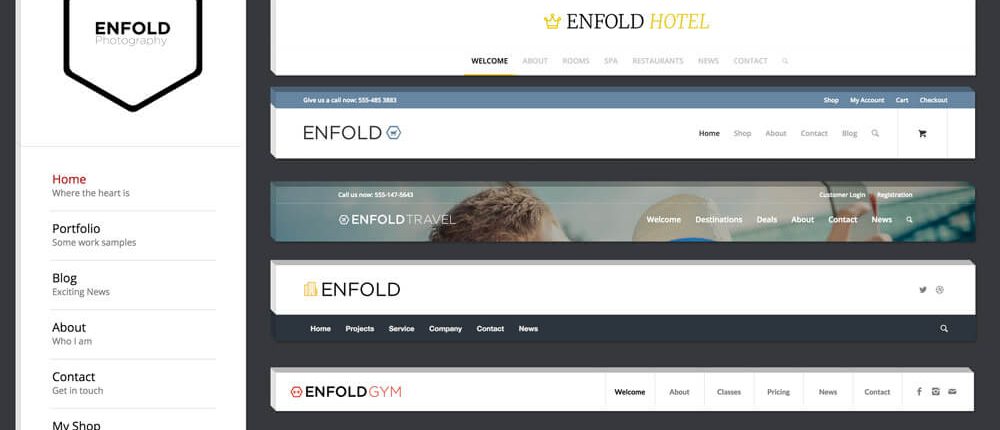 ENFOLD
Photography
Home
Where the heart is
Portfolio
Some work samples
Blog
Exciting News
About
Who I am
Contact
Get in touch
My Shop
ENFOLD HOTEL
WELCOME ABOUT ROOMS SPA RESTAURANTS NEWS CONTACT
Give us a call now: 555-485 3883 Shop My Account Cart Checkout
ENFOLD Home Shop About Contact Blog
Call us now: 555-147-5643 Customer Login Registration
ENFOLD TRAVEL Welcome Destinations Deals About Contact News
ENFOLD
Home Projects Service Company Contact News
ENFOLD GYM Welcome About Classes Pricing News Contact